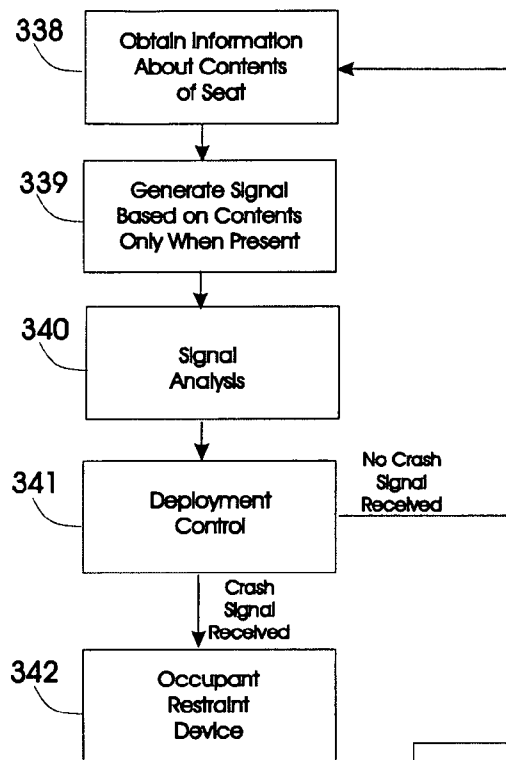 338
Obtain Information
About Contents
of Seat
339
Generate Signal
Based on Contents
Only When Present
340
Signal
Analysis
341
Deployment
Control
No Crash
Signal
Received
Crash
Signal
Received
342
Occupant
Restraint
Device